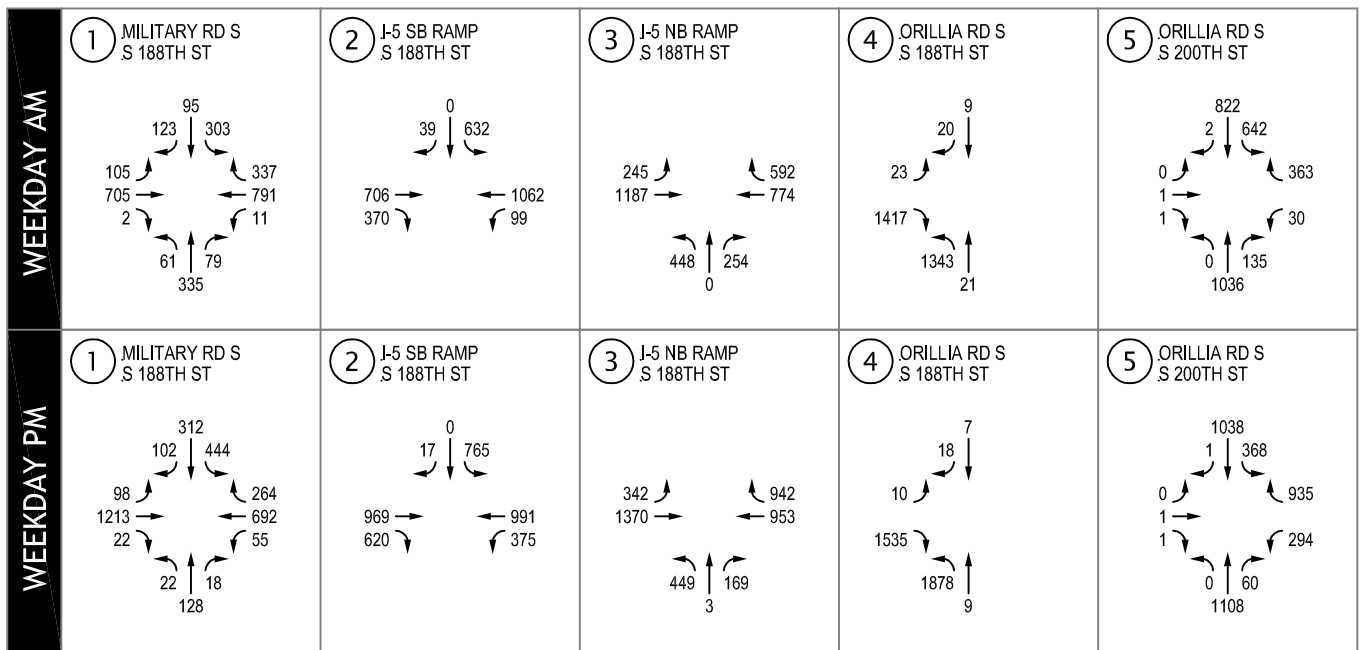 WEEKDAY AM
1 MILITARY RD S
S 188TH ST
95
123 303
105 337
705 791
2 11
61 79
335
2 I-5 SB RAMP
S 188TH ST
0
39 632
706 1062
370 99
3 I-5 NB RAMP
S 188TH ST
245 592
1187 774
448 254
0
4 ORILLIA RD S
S 188TH ST
9
20
23
1417
1343
21
5 ORILLIA RD S
S 200TH ST
822
2 642
0 363
1
1 30
0 135
1036
WEEKDAY PM
1 MILITARY RD S
S 188TH ST
312
102 444
98 264
1213 692
22 55
22 18
128
2 I-5 SB RAMP
S 188TH ST
0
17 765
969 991
620 375
3 I-5 NB RAMP
S 188TH ST
342 942
1370 953
449 169
3
4 ORILLIA RD S
S 188TH ST
7
18
10
1535
1878
9
5 ORILLIA RD S
S 200TH ST
1038
1 368
0 935
1
1 294
0 60
1108